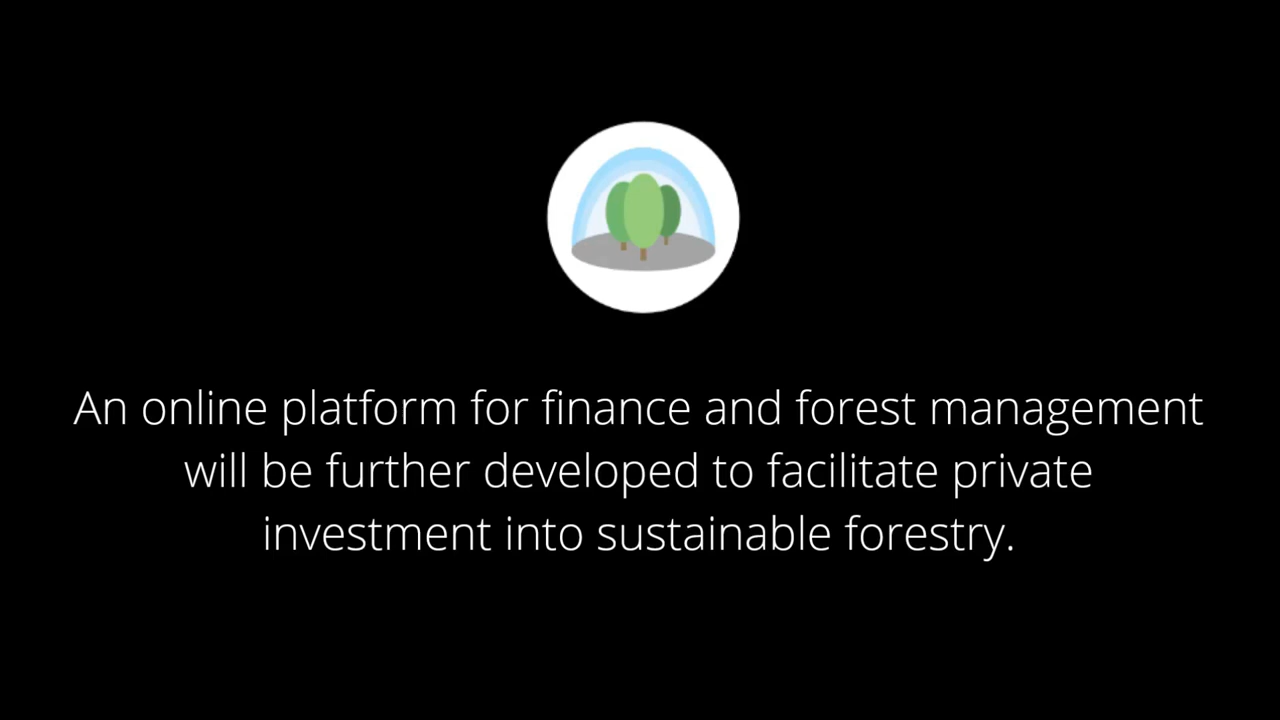 An online platform for finance and forest management
will be further developed to facilitate private
investment into sustainable forestry.